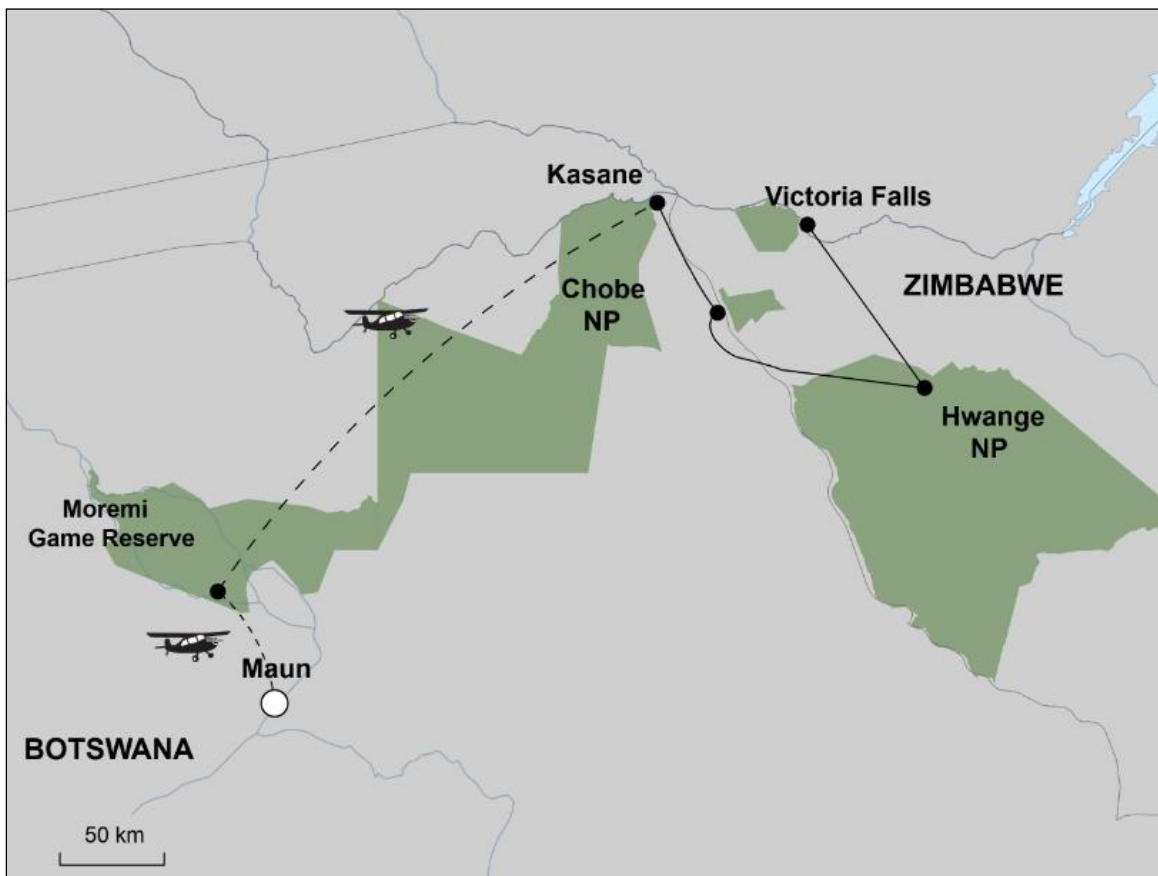 Kasane
Victoria Falls
ZIMBABWE
Chobe
NP
Hwange
NP
Moremi
Game Reserve
Maun
BOTSWANA
50 km